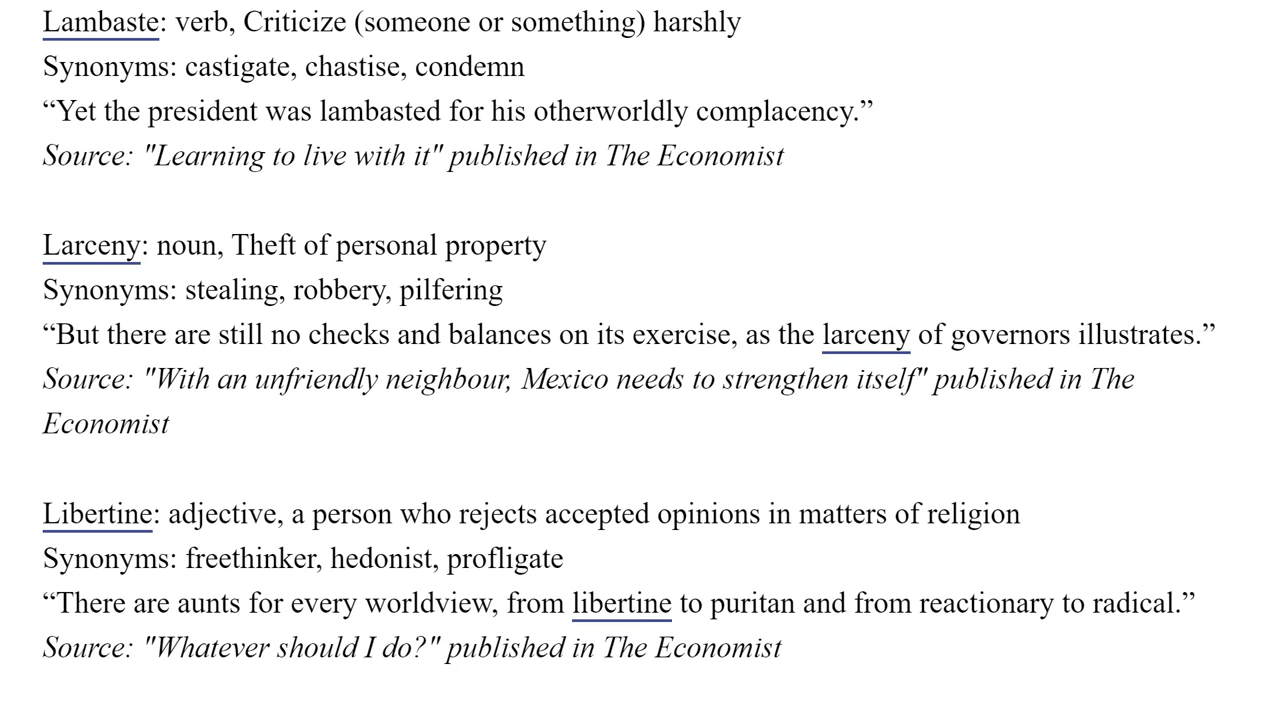 Lambaste: verb, Criticize (someone or something) harshly
Synonyms: castigate, chastise, condemn
“Yet the president was lambasted for his otherworldly complacency.”
Source: "Learning to live with it" published in The Economist
Larceny: noun, Theft of personal property
Synonyms: stealing, robbery, pilfering
“But there are still no checks and balances on its exercise, as the larceny of governors illustrates.”
Source: "With an unfriendly neighbour, Mexico needs to strengthen itself" published in The
Economist
Libertine: adjective, a person who rejects accepted opinions in matters of religion
Synonyms: freethinker, hedonist, profligate
“There are aunts for every worldview, from libertine to puritan and from reactionary to radical.”
Source: "Whatever should I do?" published in The Economist